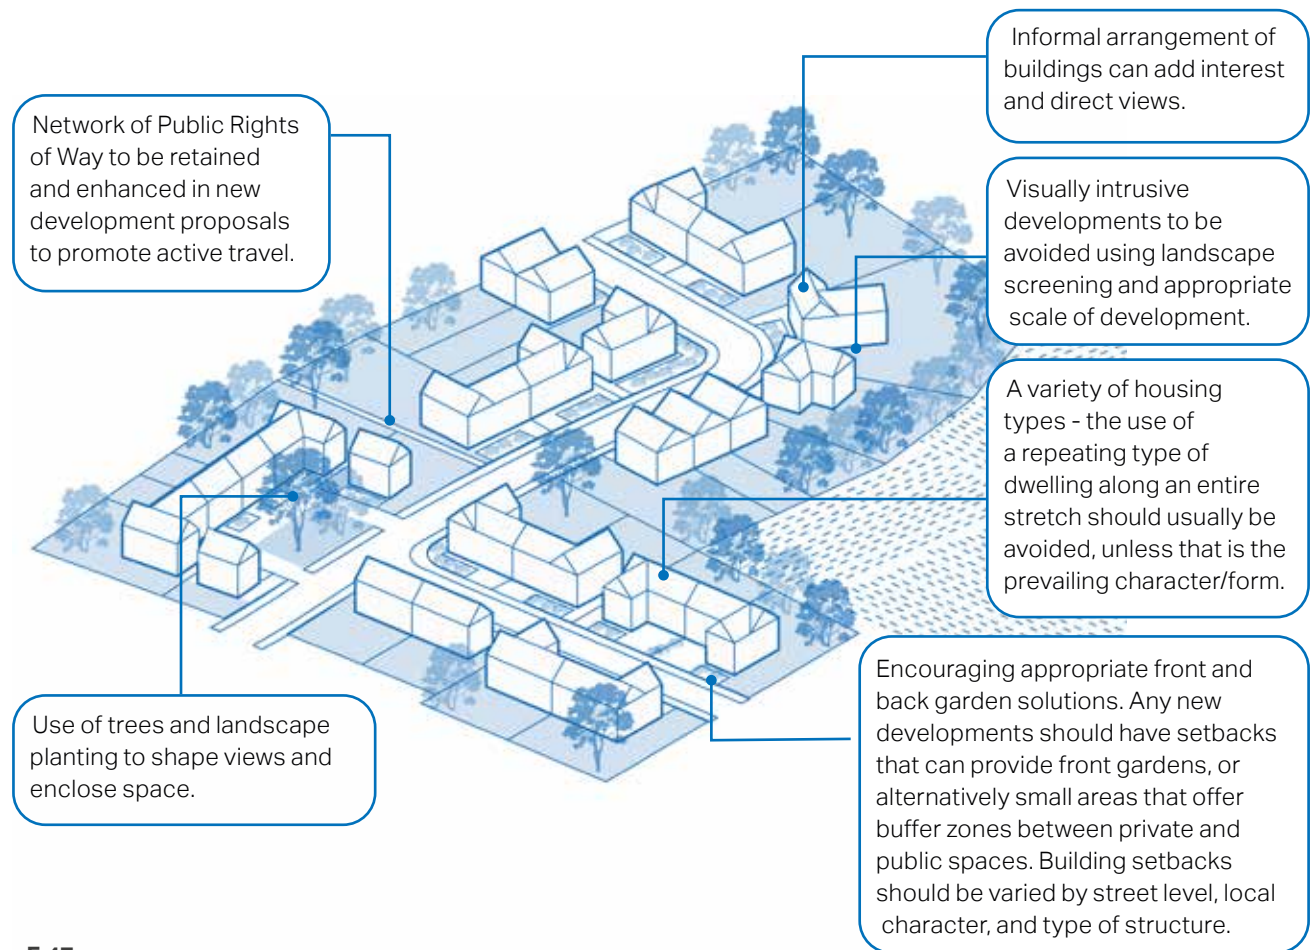 Informal arrangement of
buildings can add interest
and direct views.
Network of Public Rights
of Way to be retained
and enhanced in new
development proposals
to promote active travel.
Visually intrusive
developments to be
avoided using landscape
screening and appropriate
scale of development.
A variety of housing
types - the use of
a repeating type of
dwelling along an entire
stretch should usually be
avoided, unless that is the
prevailing character/form.
Use of trees and landscape
planting to shape views and
enclose space.
Encouraging appropriate front and
back garden solutions. Any new
developments should have setbacks
that can provide front gardens, or
alternatively small areas that offer
buffer zones between private and
public spaces. Building setbacks
should be varied by street level, local
character, and type of structure.